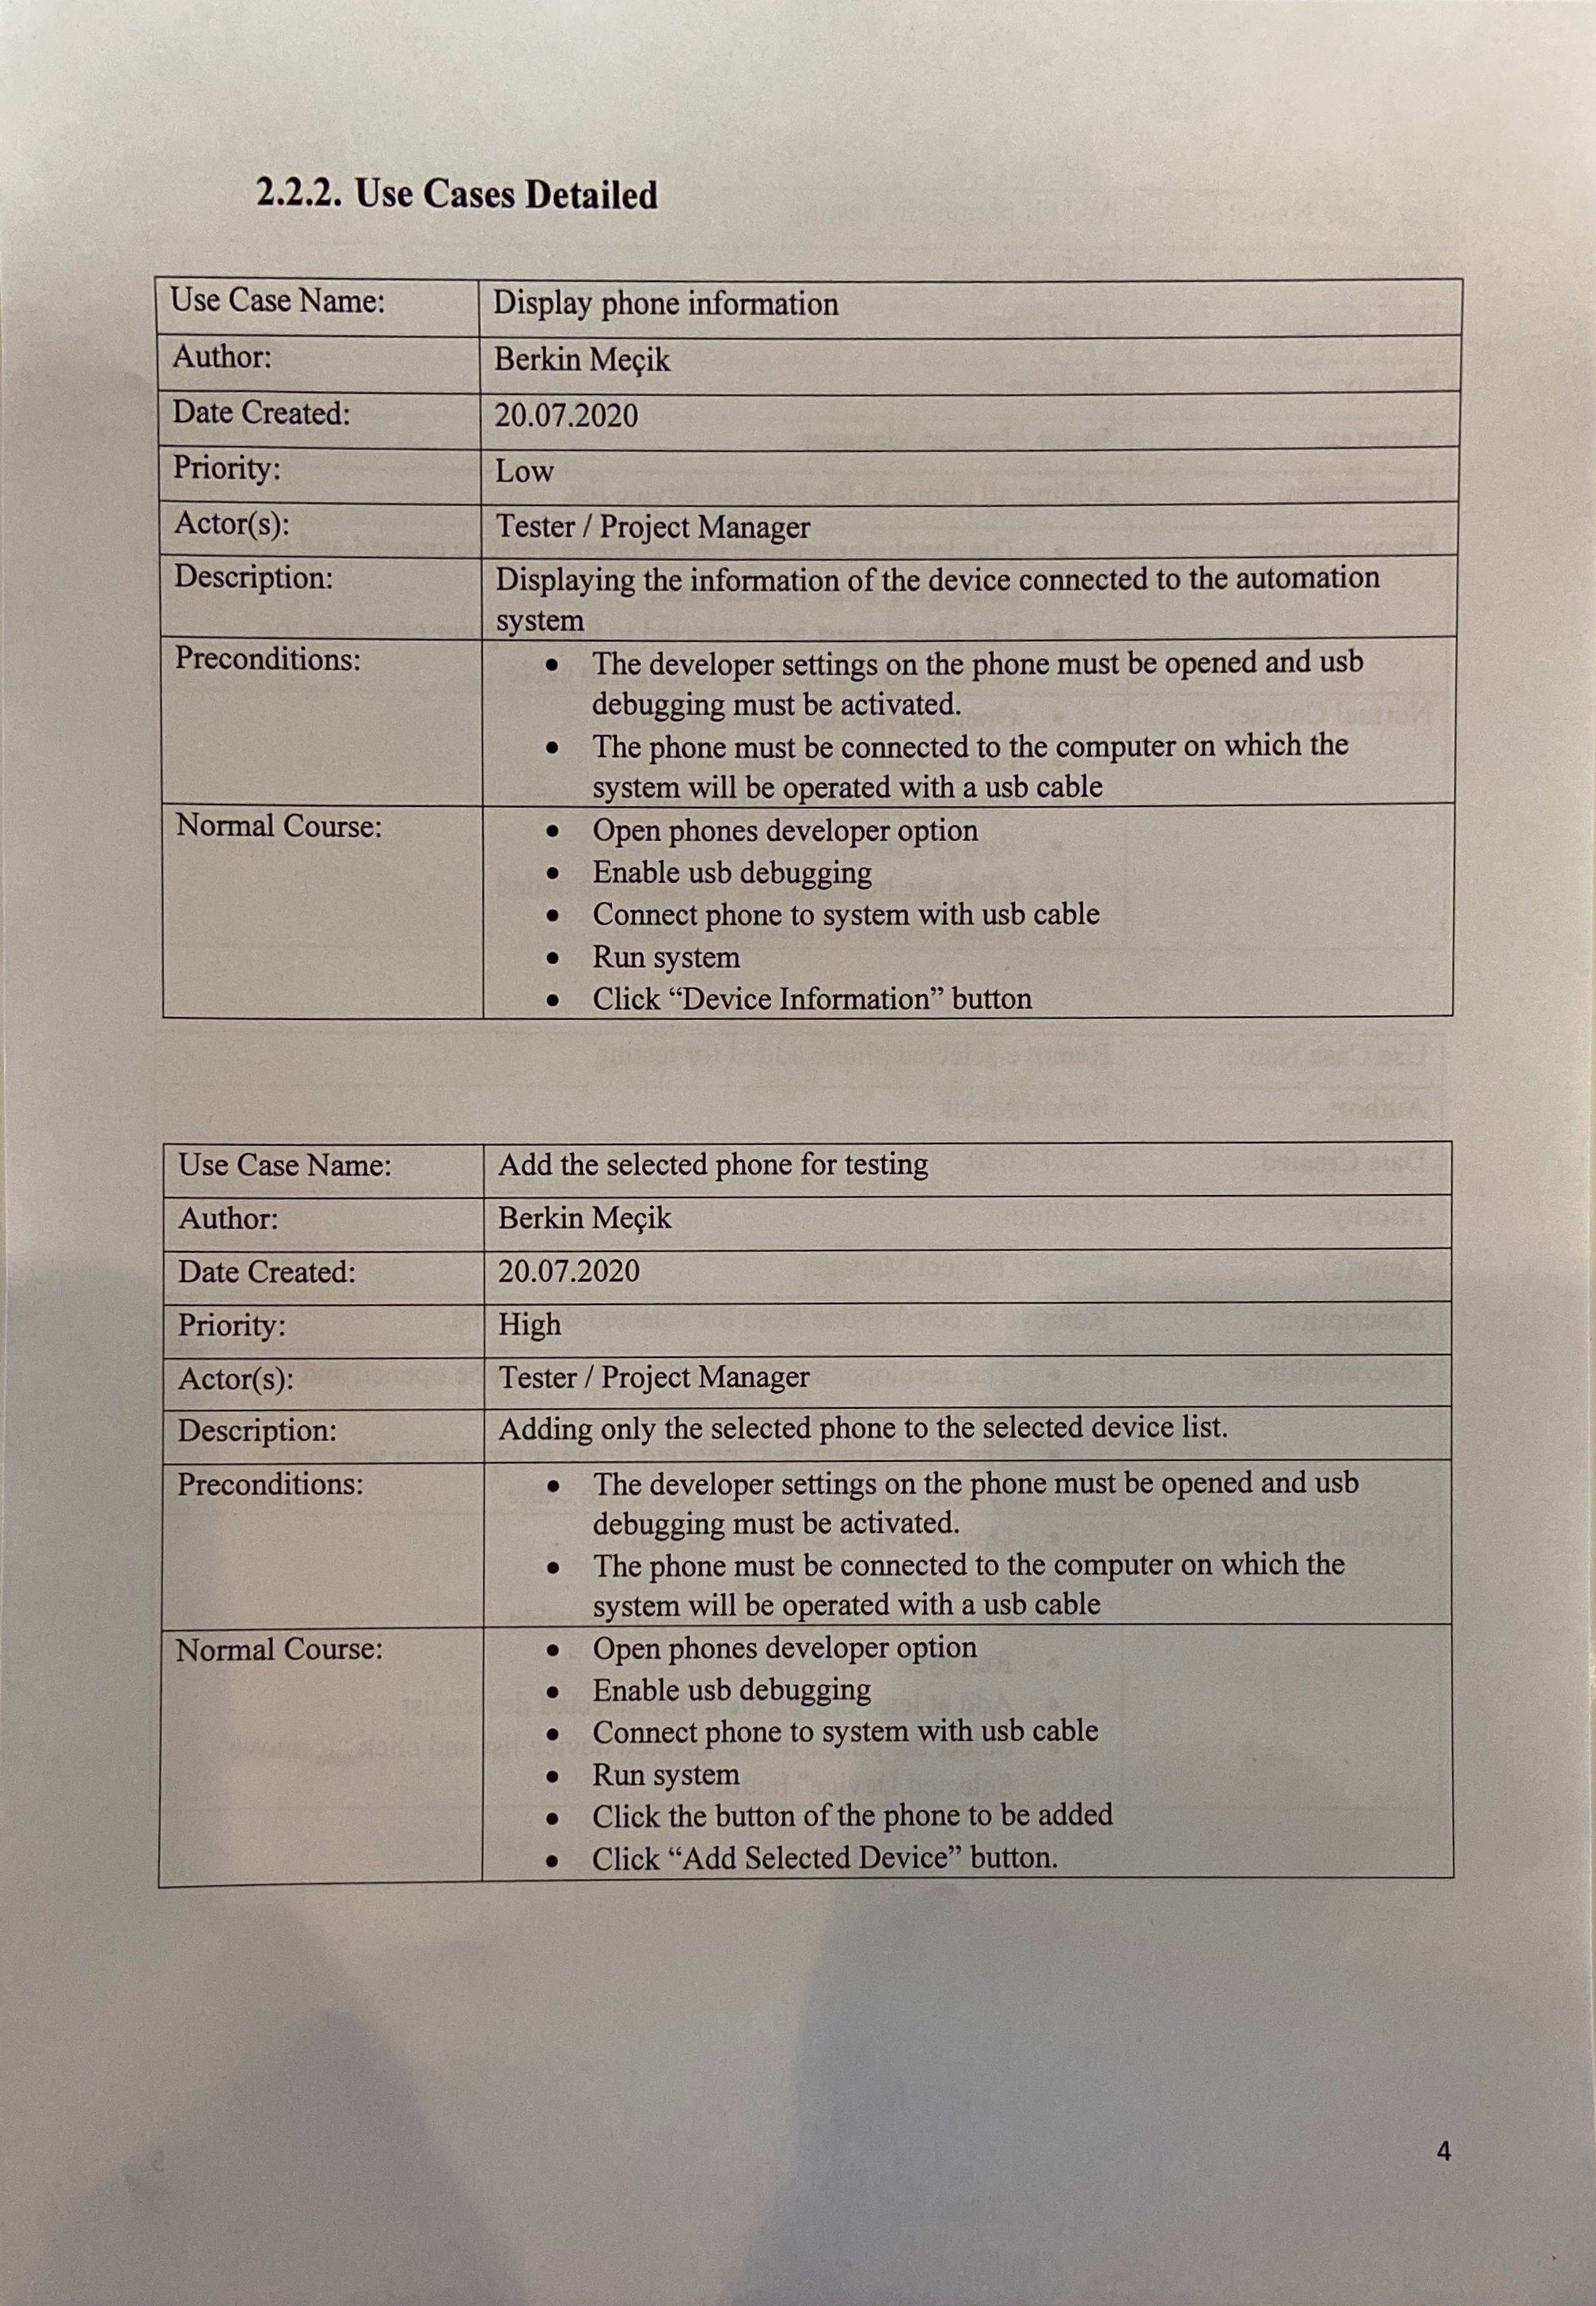 2.2.2. Use Cases Detailed
Use Case Name: Display phone information
Author: Berkin Meçik
Date Created: 20.07.2020
Priority: Low
Actor(s): Tester / Project Manager
Description: Displaying the information of the device connected to the automation
system
Preconditions: • The developer settings on the phone must be opened and usb
debugging must be activated.
• The phone must be connected to the computer on which the
system will be operated with a usb cable
Normal Course: • Open phones developer option
• Enable usb debugging
• Connect phone to system with usb cable
• Run system
• Click “Device Information” button
Use Case Name: Add the selected phone for testing
Author: Berkin Meçik
Date Created: 20.07.2020
Priority: High
Actor(s): Tester / Project Manager
Description: Adding only the selected phone to the selected device list.
Preconditions: • The developer settings on the phone must be opened and usb
debugging must be activated.
• The phone must be connected to the computer on which the
system will be operated with a usb cable
Normal Course: • Open phones developer option
• Enable usb debugging
• Connect phone to system with usb cable
• Run system
• Click the button of the phone to be added
• Click “Add Selected Device” button.
4